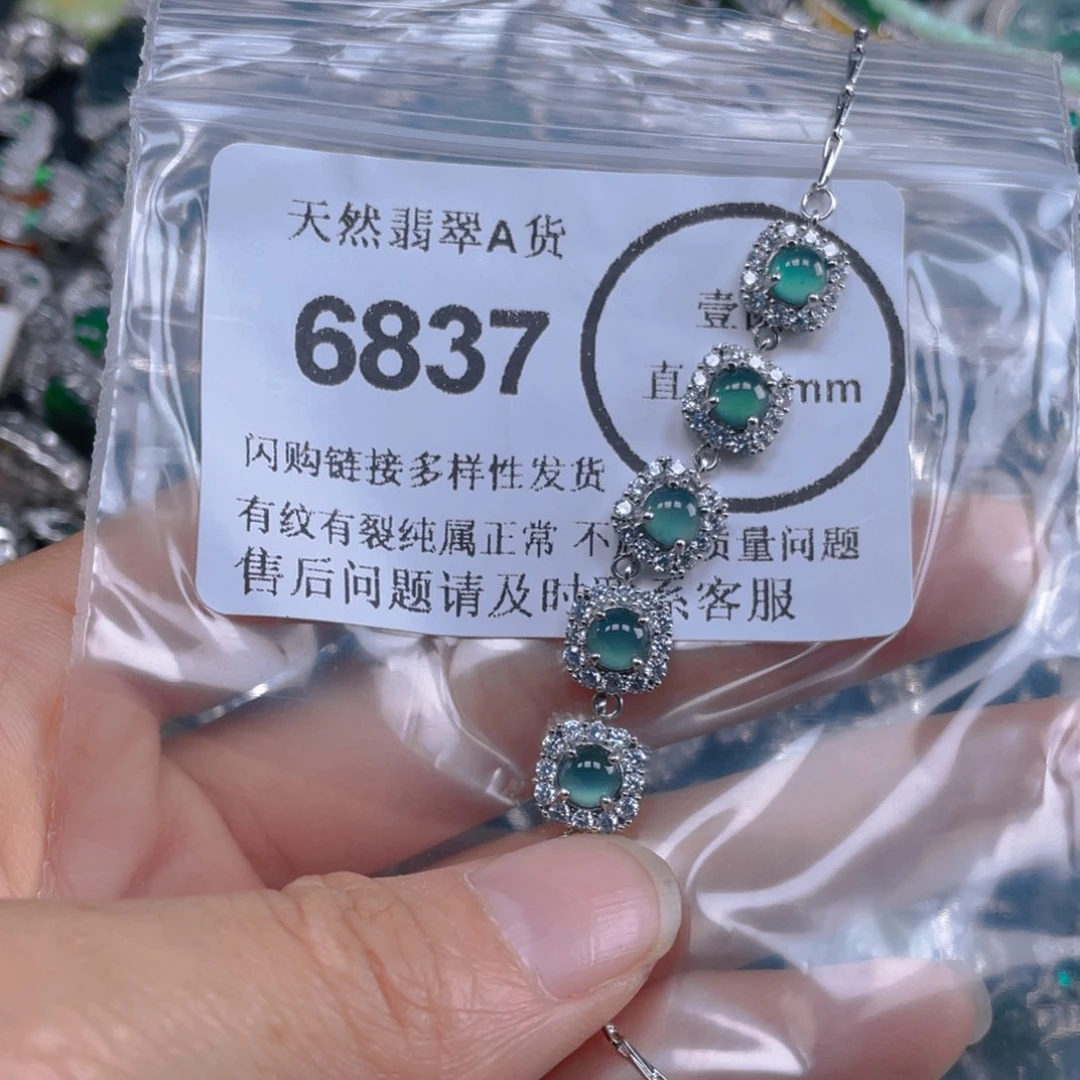 天然翡翠A货
6837
壹
直 mm
闪购链接多样性发货
有纹有裂纯属正常 不 质量问题
售后问题请及时 系客服